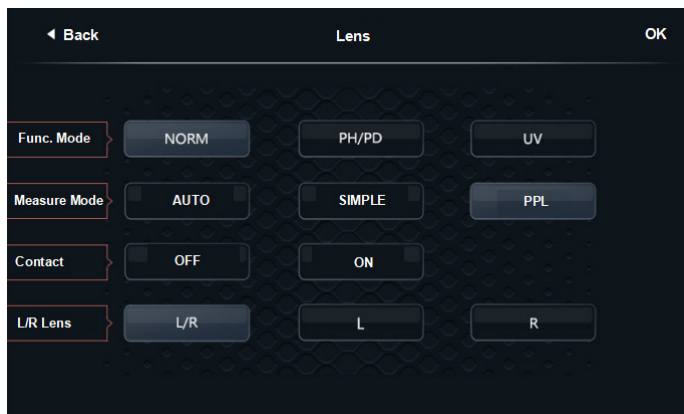 Back Lens OK
Func. Mode NORM PH/PD UV
Measure Mode AUTO SIMPLE PPL
Contact OFF ON
L/R Lens L/R L R